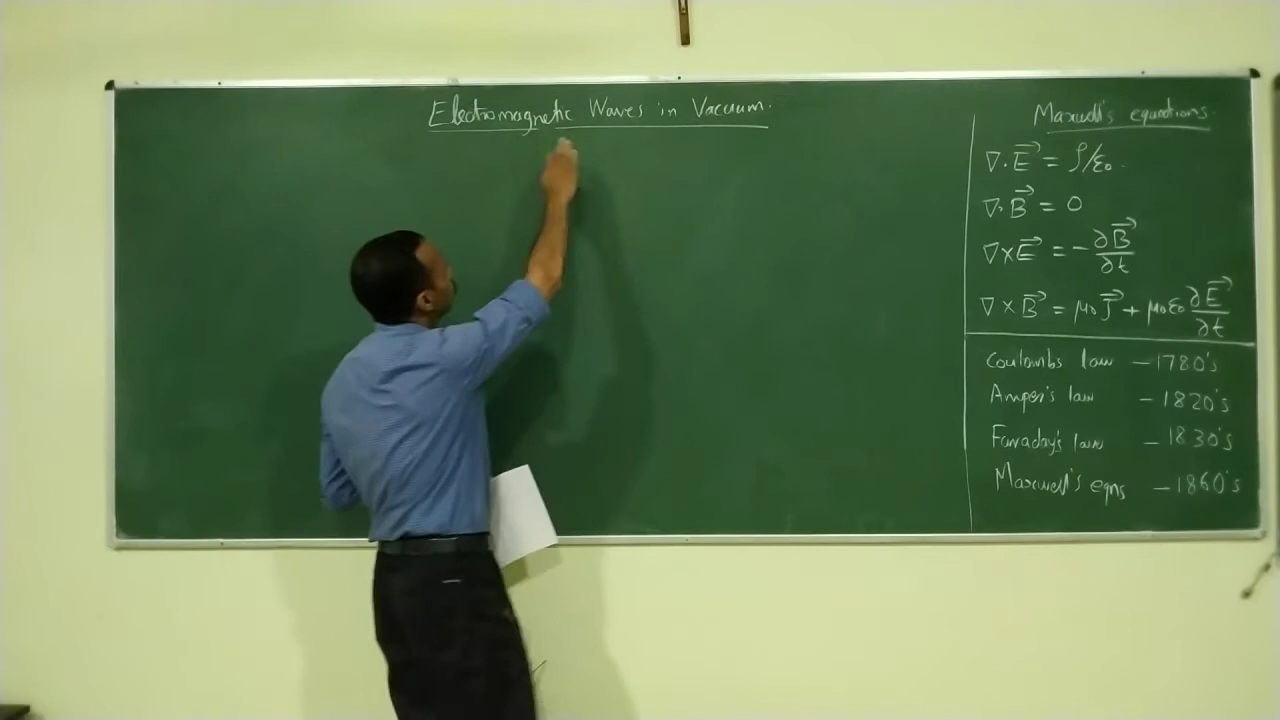 Electromagnetic Waves in Vacuum.
Maxwell's equations
∇·E⃗ = ρ/ε₀.
∇·B⃗ = 0
∇×E⃗ = -∂B⃗/∂t
∇×B⃗ = μ₀J⃗ + μ₀ε₀ ∂E⃗/∂t
Coulombs law - 1780's
Amper's law - 1820's
Faraday's law - 1830's
Maxwell's eqns - 1860's